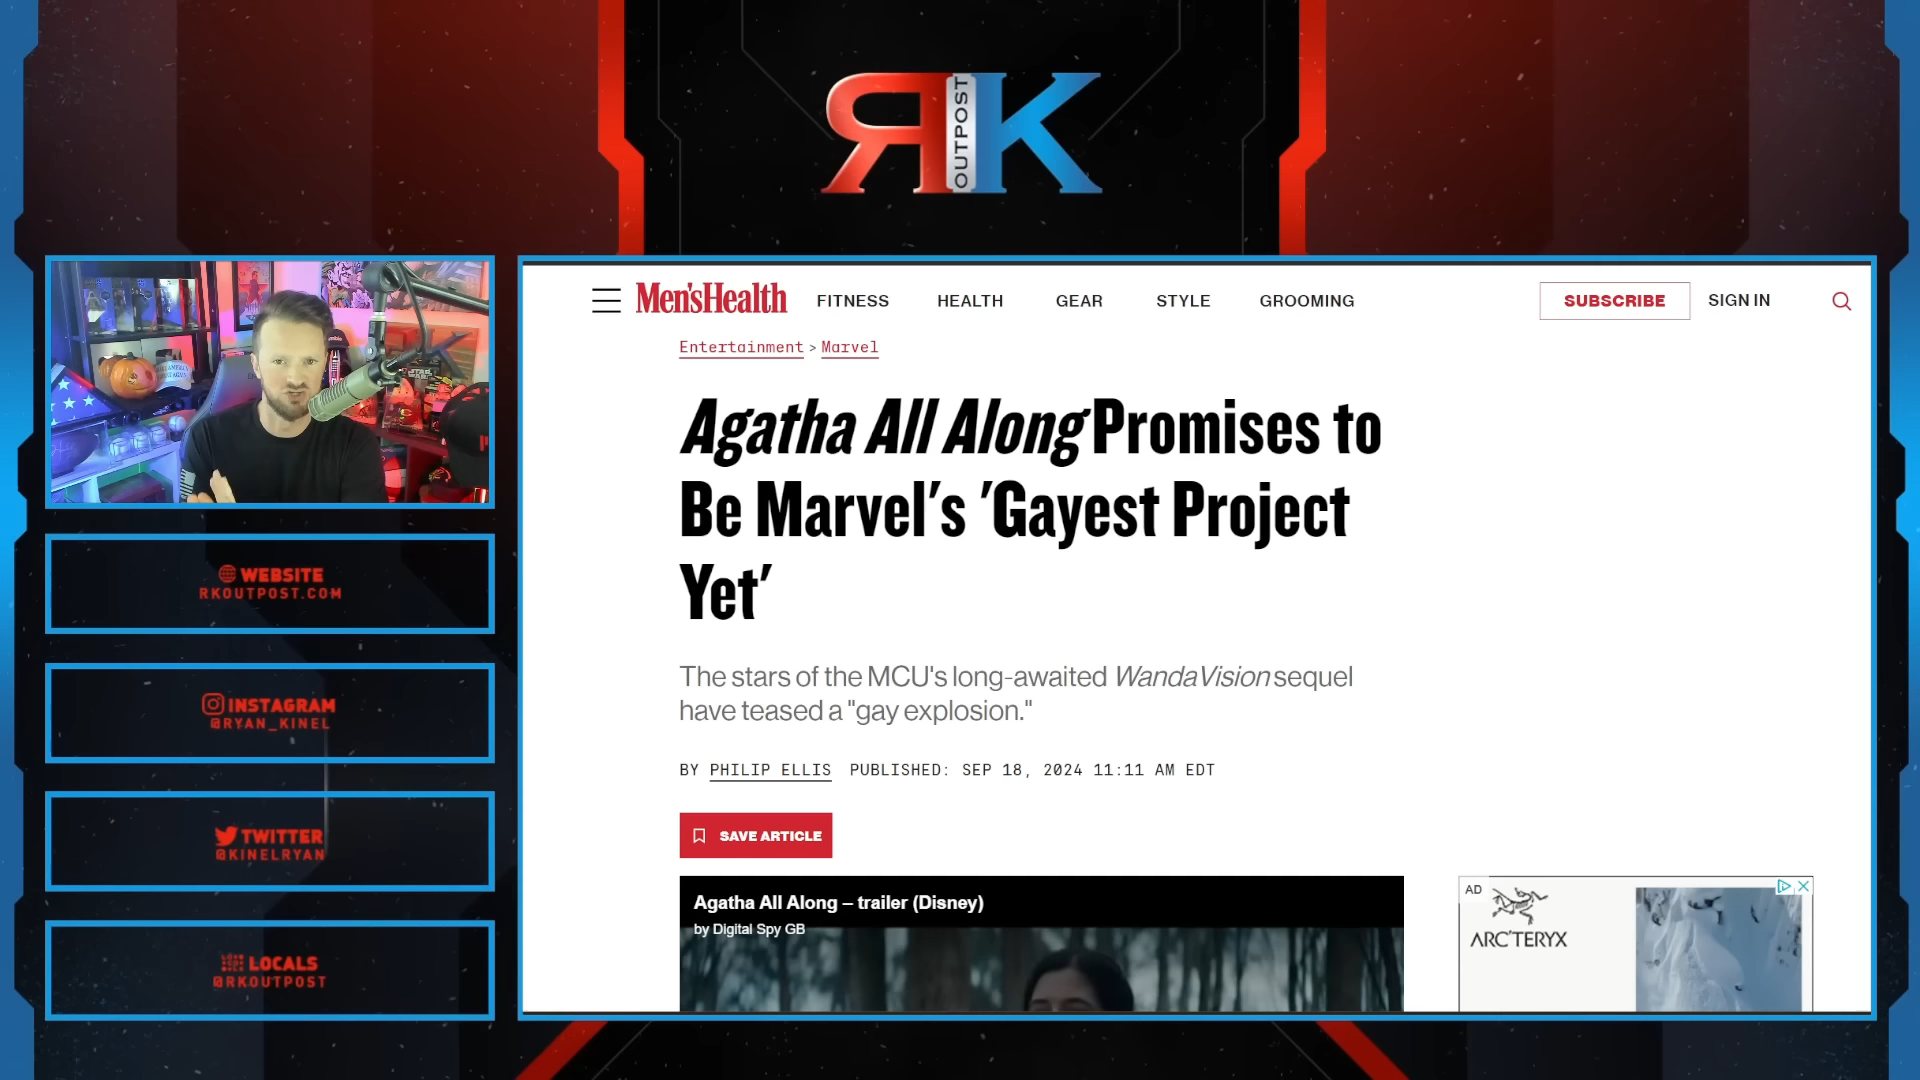 RK
OUTPOST
WEBSITE
RKOUTPOST.COM
INSTAGRAM
@RYAN_KINEL
TWITTER
@KINELRYAN
LOCALS
@RKOUTPOST
Men'sHealth
FITNESS
HEALTH
GEAR
STYLE
GROOMING
SUBSCRIBE
SIGN IN
Entertainment > Marvel
Agatha All Along Promises to
Be Marvel's 'Gayest Project
Yet'
The stars of the MCU's long-awaited WandaVision sequel
have teased a "gay explosion."
BY PHILIP ELLIS PUBLISHED: SEP 18, 2024 11:11 AM EDT
SAVE ARTICLE
Agatha All Along – trailer (Disney)
by Digital Spy GB
AD
ARC'TERYX